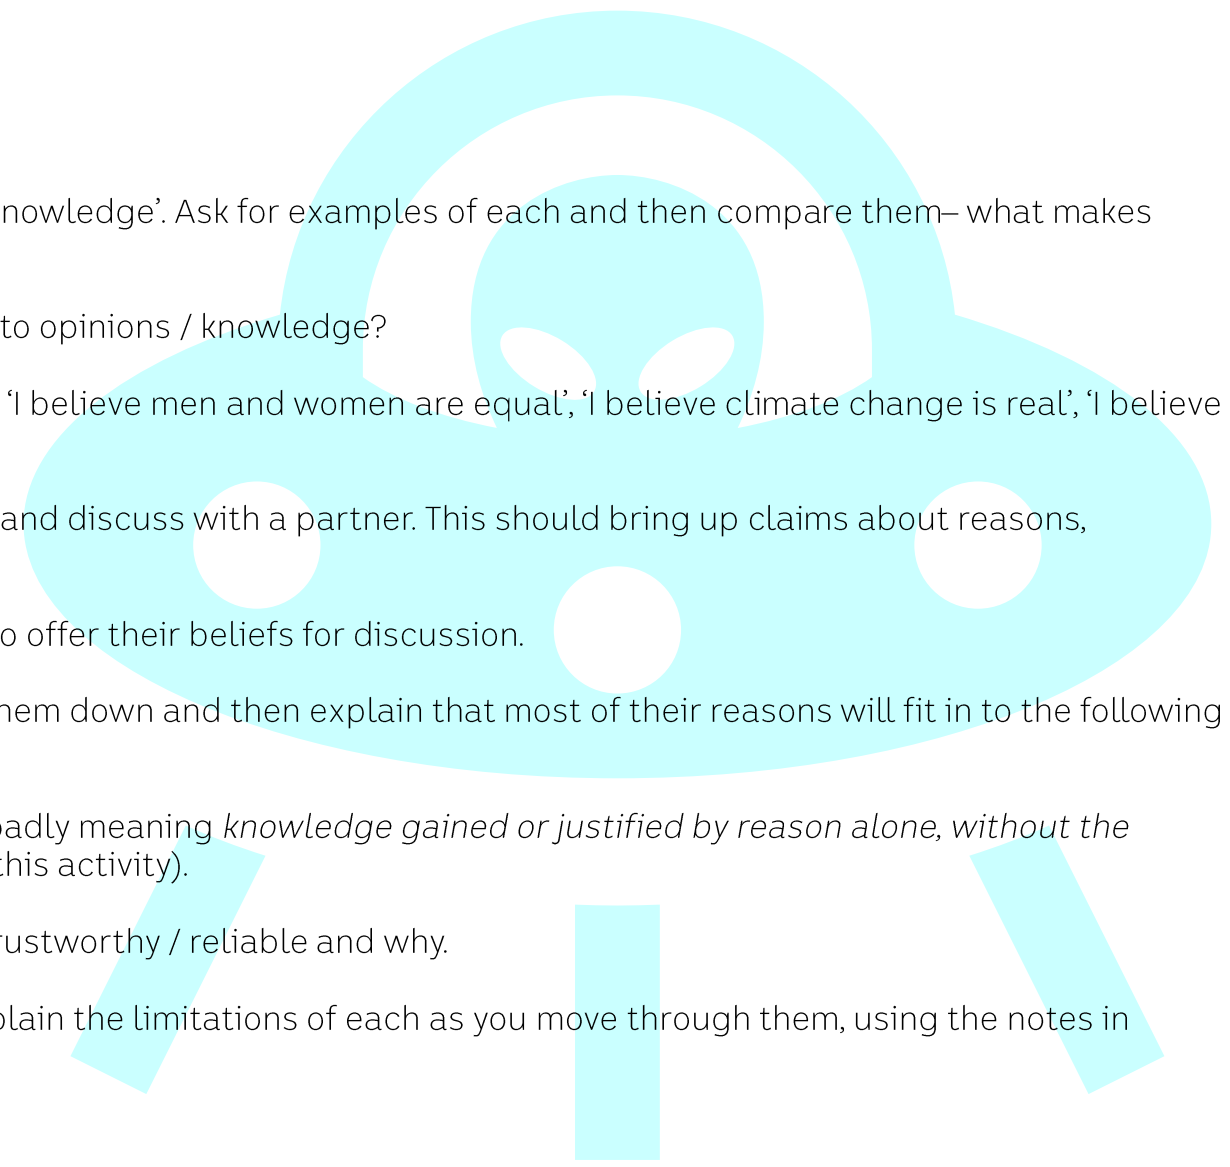 nowledge’. Ask for examples of each and then compare them– what makes
to opinions / knowledge?
‘I believe men and women are equal’, ‘I believe climate change is real’, ‘I believe
and discuss with a partner. This should bring up claims about reasons,
o offer their beliefs for discussion.
hem down and then explain that most of their reasons will fit in to the following
oadly meaning knowledge gained or justified by reason alone, without the
this activity).
rustworthy / reliable and why.
plain the limitations of each as you move through them, using the notes in